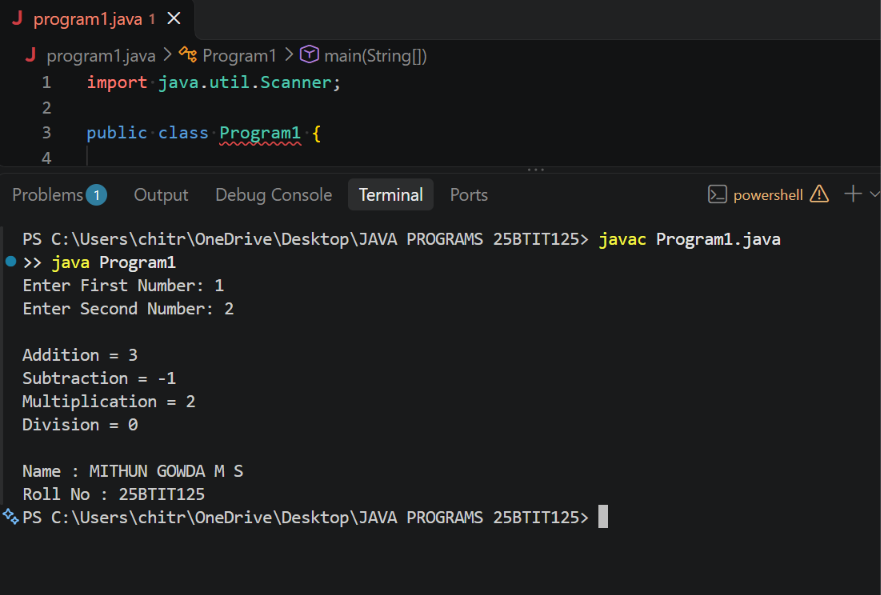 J program1.java 1
J program1.java > Program1 > main(String[])
1 import java.util.Scanner;
2
3 public class Program1 {
4
Problems 1 Output Debug Console Terminal Ports powershell
PS C:\Users\chitr\OneDrive\Desktop\JAVA PROGRAMS 25BTIT125> javac Program1.java
>> java Program1
Enter First Number: 1
Enter Second Number: 2
Addition = 3
Subtraction = -1
Multiplication = 2
Division = 0
Name : MITHUN GOWDA M S
Roll No : 25BTIT125
PS C:\Users\chitr\OneDrive\Desktop\JAVA PROGRAMS 25BTIT125>